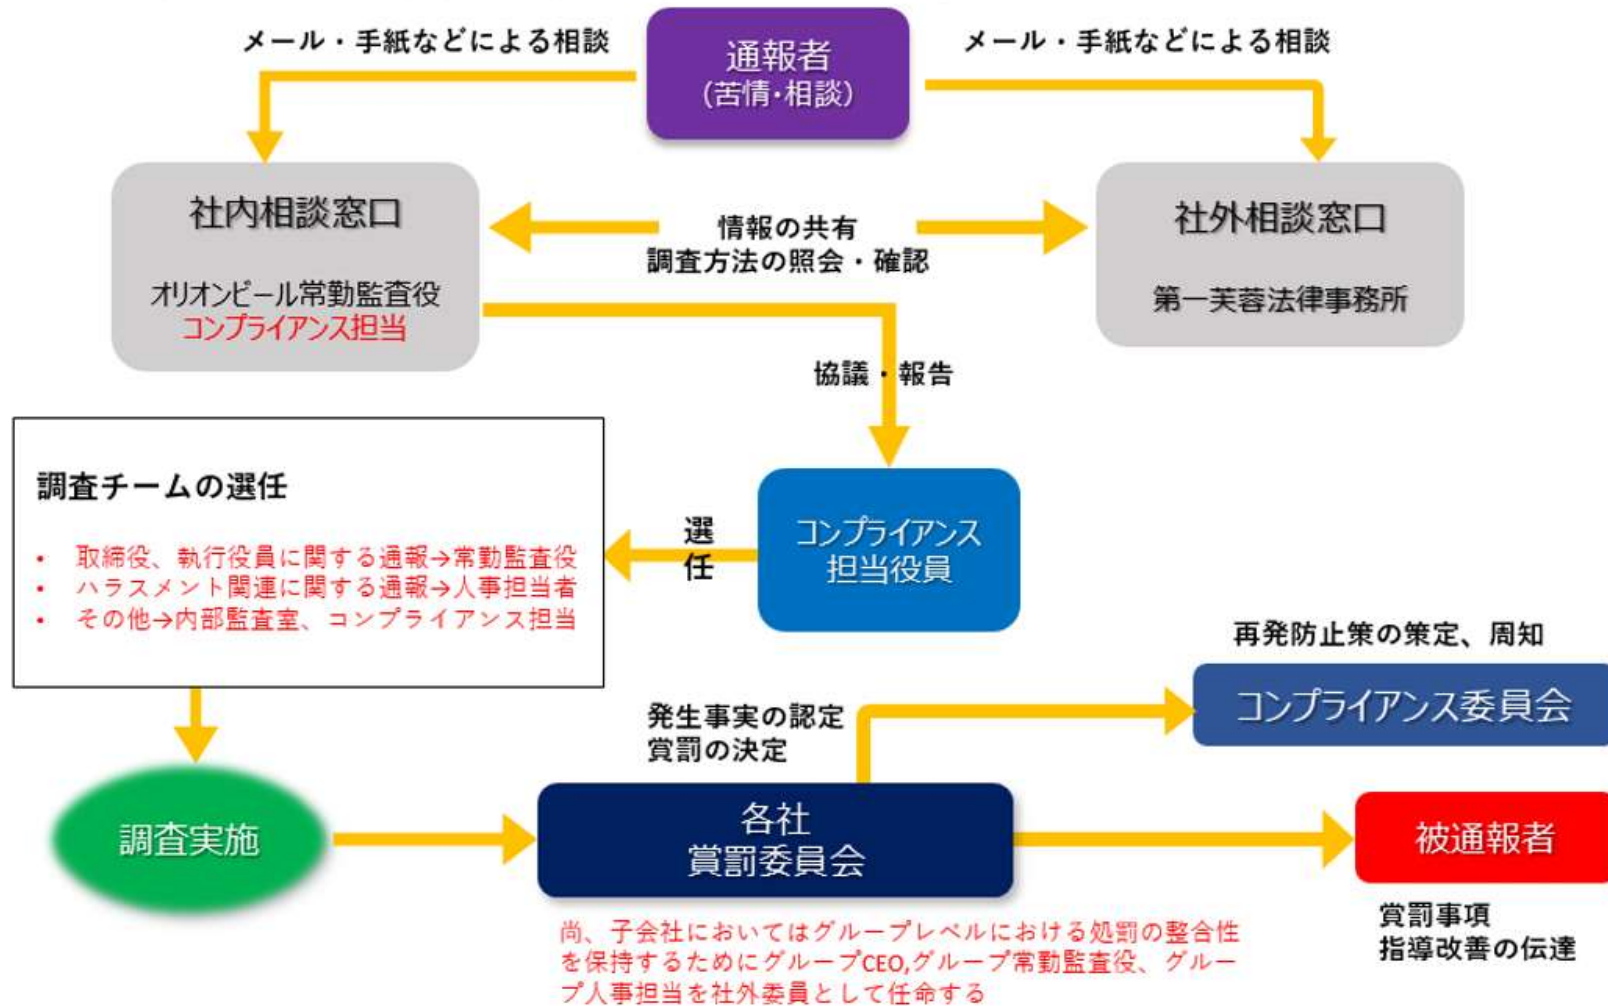 メール・手紙などによる相談
通報者
(苦情・相談)
メール・手紙などによる相談
社内相談窓口
オリオンビール常勤監査役
コンプライアンス担当
情報の共有
調査方法の照会・確認
社外相談窓口
第一芙蓉法律事務所
協議・報告
調査チームの選任
• 取締役、執行役員に関する通報→常勤監査役
• ハラスメント関連に関する通報→人事担当者
• その他→内部監査室、コンプライアンス担当
選
任
コンプライアンス
担当役員
再発防止策の策定、周知
コンプライアンス委員会
発生事実の認定
賞罰の決定
調査実施
各社
賞罰委員会
被通報者
賞罰事項
指導改善の伝達
尚、子会社においてはグループレベルにおける処罰の整合性
を保持するためにグループCEO,グループ常勤監査役、グルー
プ人事担当を社外委員として任命する